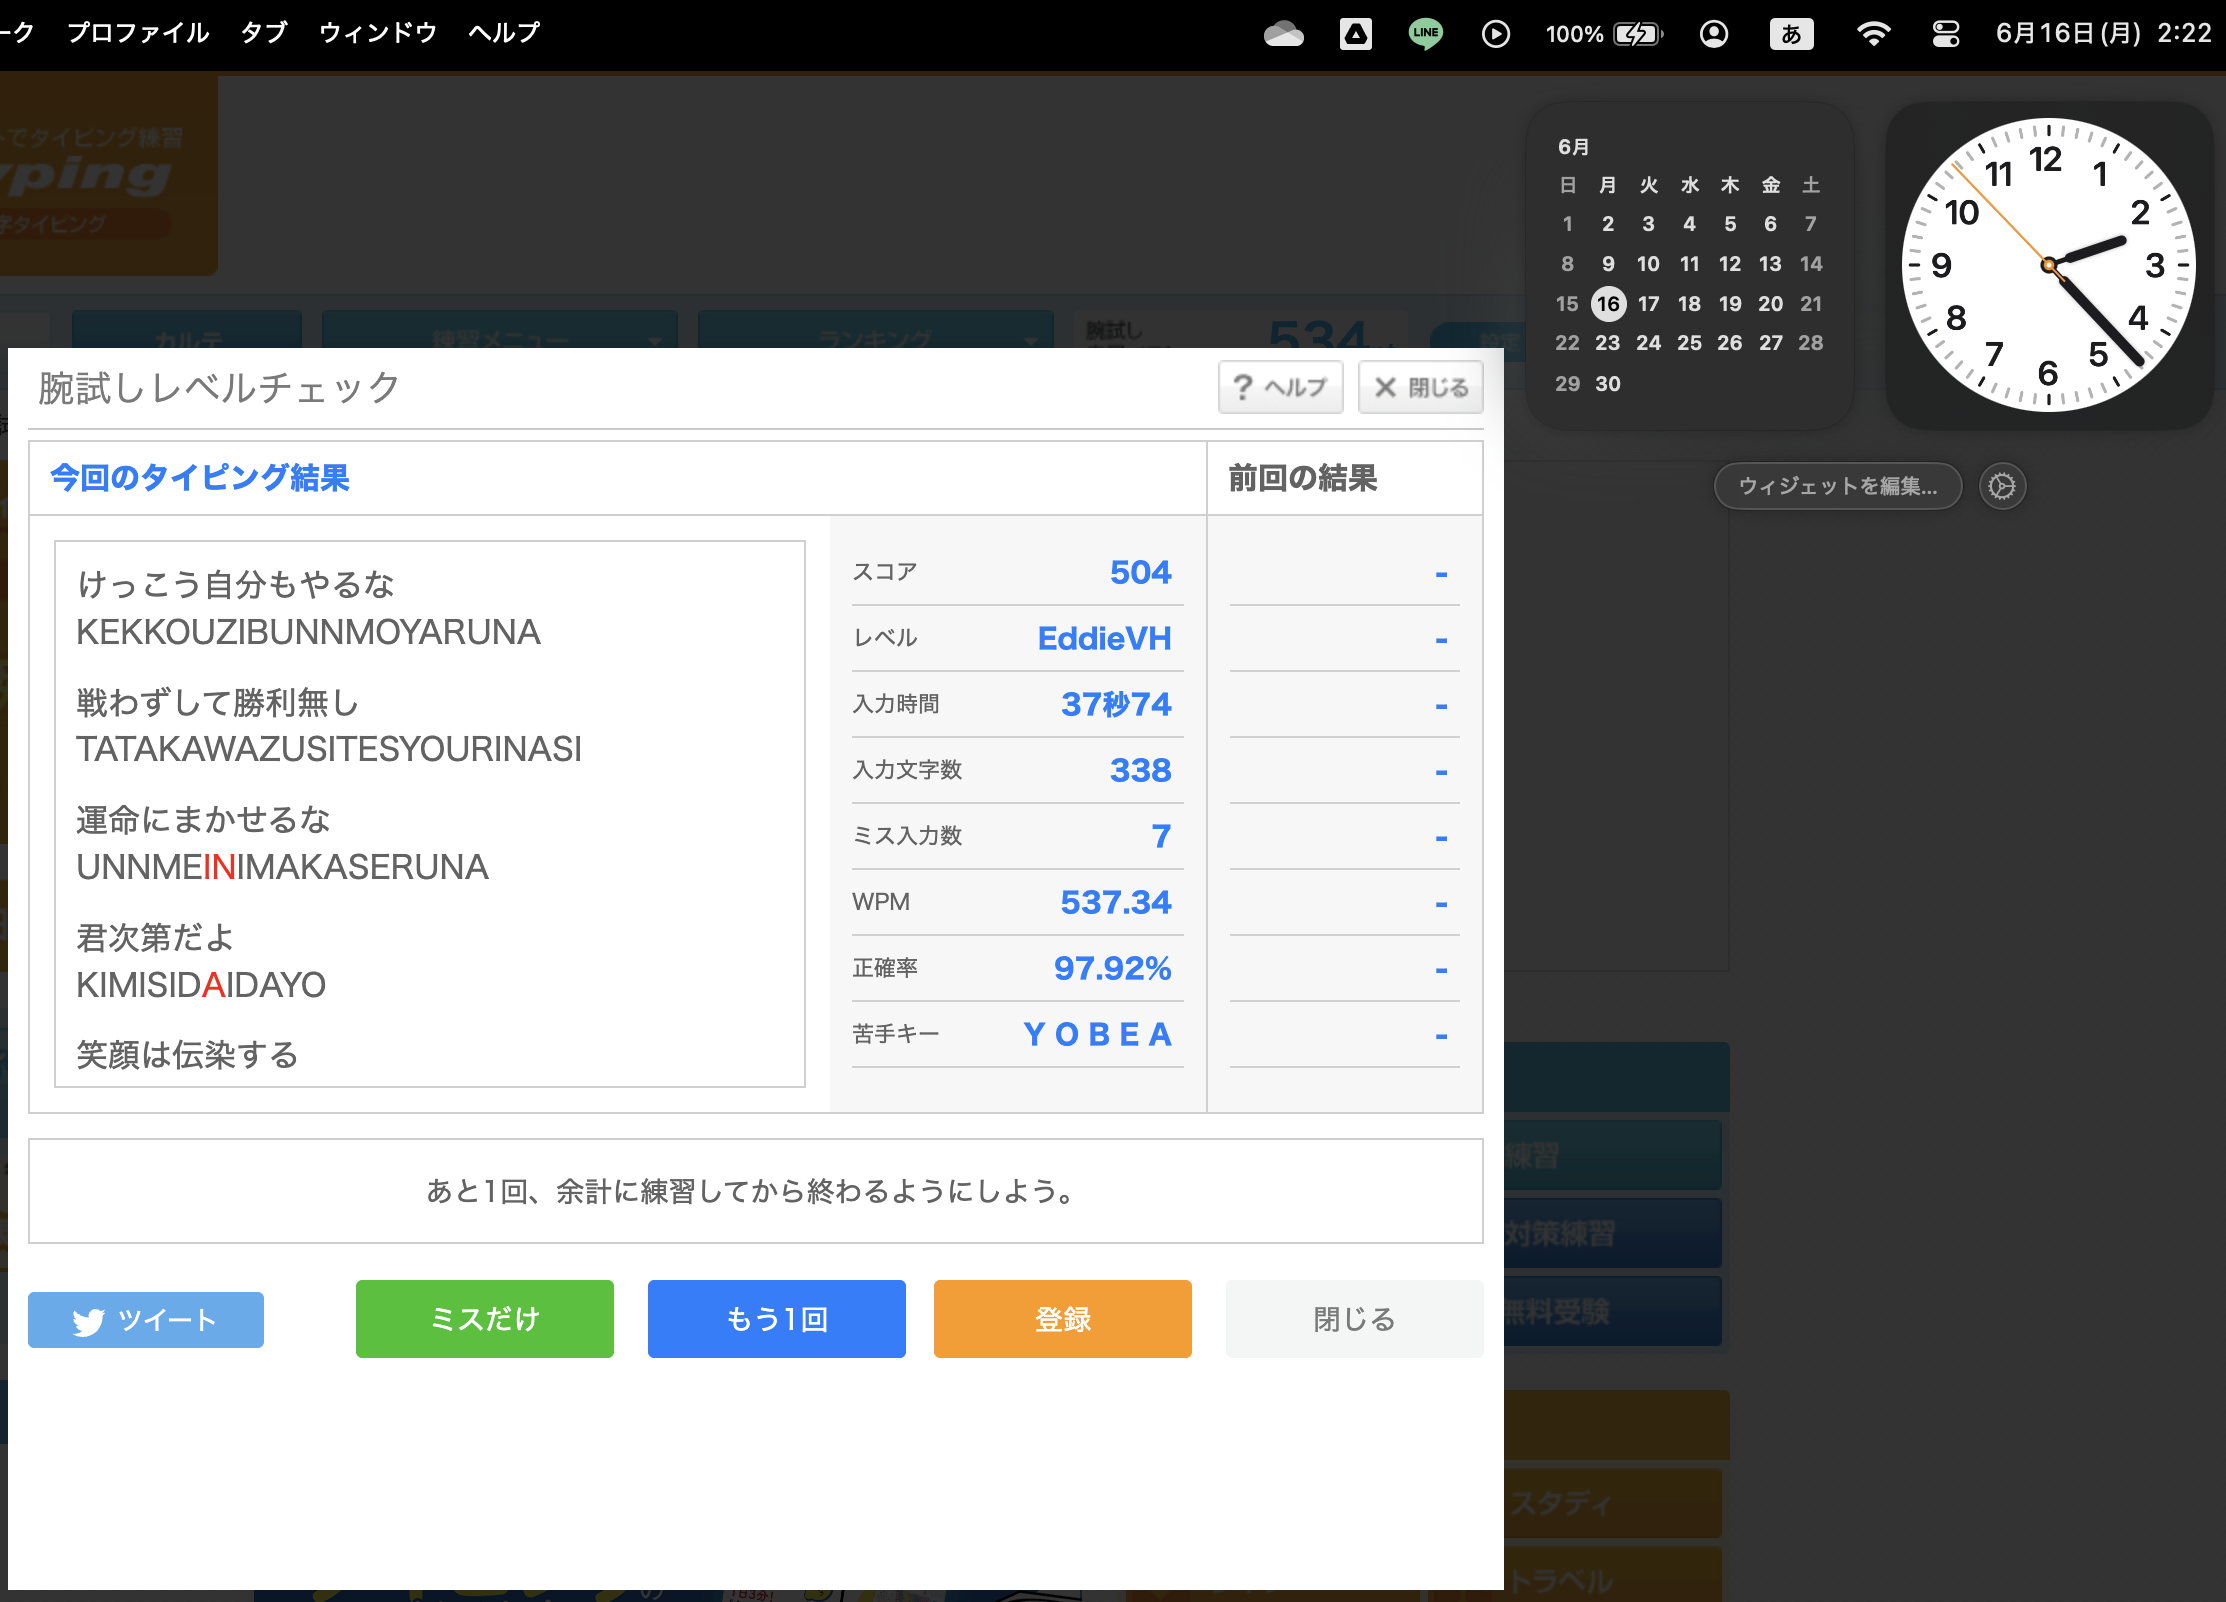 ーク プロファイル タブ ウィンドウ ヘルプ LINE 100% あ 6月16日(月) 2:22
トでタイピング練習
yping
字タイピング
カルテ 練習メニュー ランキング 腕試し 534 設定
6月
日 月 火 水 木 金 土
1 2 3 4 5 6 7
8 9 10 11 12 13 14
15 16 17 18 19 20 21
22 23 24 25 26 27 28
29 30
12 1 2 3 4 5 6 7 8 9 10 11
ウィジェットを編集...
腕試しレベルチェック ? ヘルプ × 閉じる
今回のタイピング結果 前回の結果
けっこう自分もやるな
KEKKOUZIBUNNMOYARUNA
戦わずして勝利無し
TATAKAWAZUSITESYOURINASI
運命にまかせるな
UNNMEINIMAKASERUNA
君次第だよ
KIMISIDAIDAYO
笑顔は伝染する
スコア 504 -
レベル EddieVH -
入力時間 37秒74 -
入力文字数 338 -
ミス入力数 7 -
WPM 537.34 -
正確率 97.92% -
苦手キー Y O B E A -
あと1回、余計に練習してから終わるようにしよう。
ツイート ミスだけ もう1回 登録 閉じる
練習
対策練習
無料受験
スタディ
トラベル